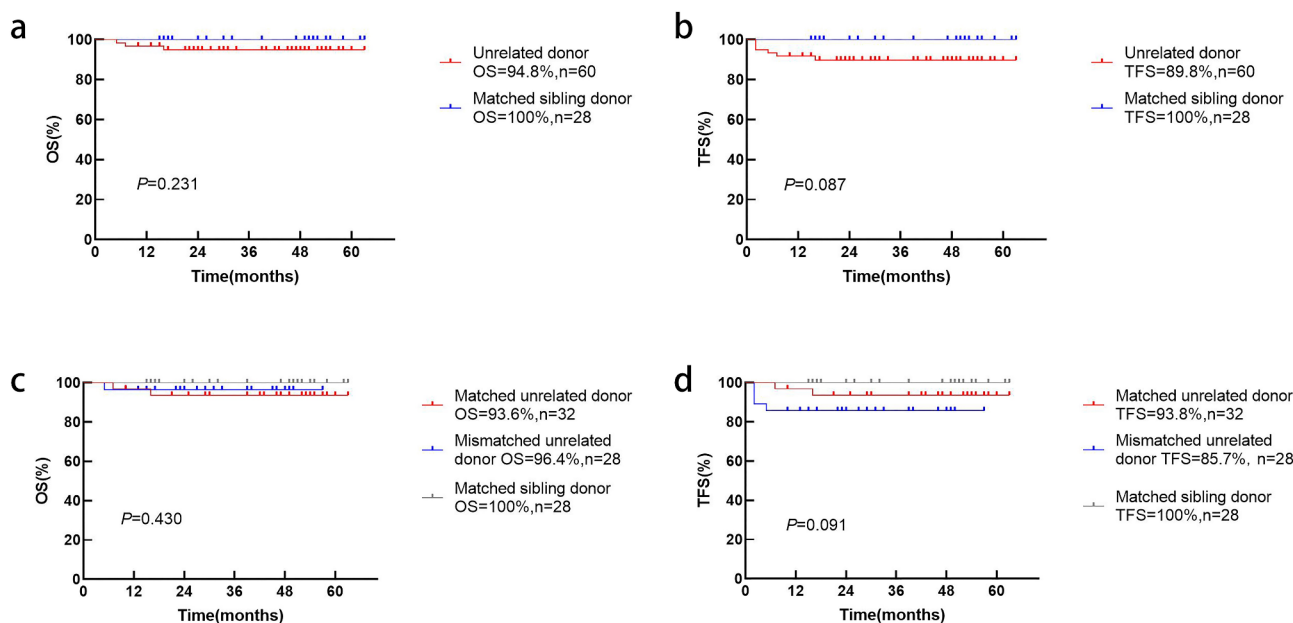 a
100
80
60
40
20
0
OS(%)
0 12 24 36 48 60
Time(months)
P=0.231
Unrelated donor
OS=94.8%,n=60
Matched sibling donor
OS=100%,n=28
b
100
80
60
40
20
0
TFS(%)
0 12 24 36 48 60
Time(months)
P=0.087
Unrelated donor
TFS=89.8%,n=60
Matched sibling donor
TFS=100%,n=28
c
100
80
60
40
20
0
OS(%)
0 12 24 36 48 60
Time(months)
P=0.430
Matched unrelated donor
OS=93.6%,n=32
Mismatched unrelated
donor OS=96.4%,n=28
Matched sibling donor
OS=100%,n=28
d
100
80
60
40
20
0
TFS(%)
0 12 24 36 48 60
Time(months)
P=0.091
Matched unrelated donor
TFS=93.8%,n=32
Mismatched unrelated
donor TFS=85.7%, n=28
Matched sibling donor
TFS=100%,n=28